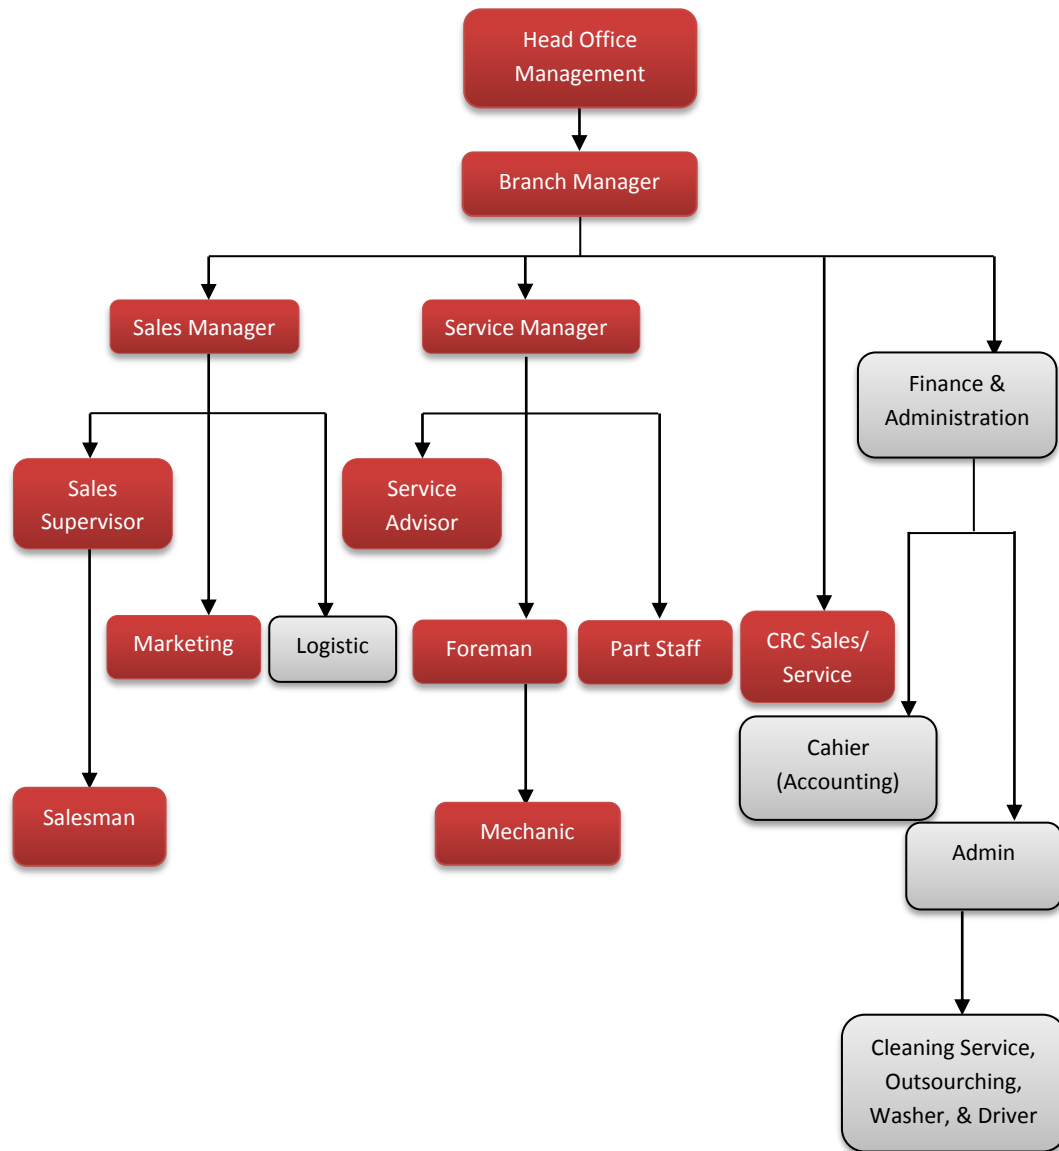 Head Office
Management
Branch Manager
Sales Manager
Service Manager
Finance &
Administration
Sales
Supervisor
Service
Advisor
Marketing
Logistic
Foreman
Part Staff
CRC Sales/
Service
Cahier
(Accounting)
Salesman
Mechanic
Admin
Cleaning Service,
Outsourching,
Washer, & Driver